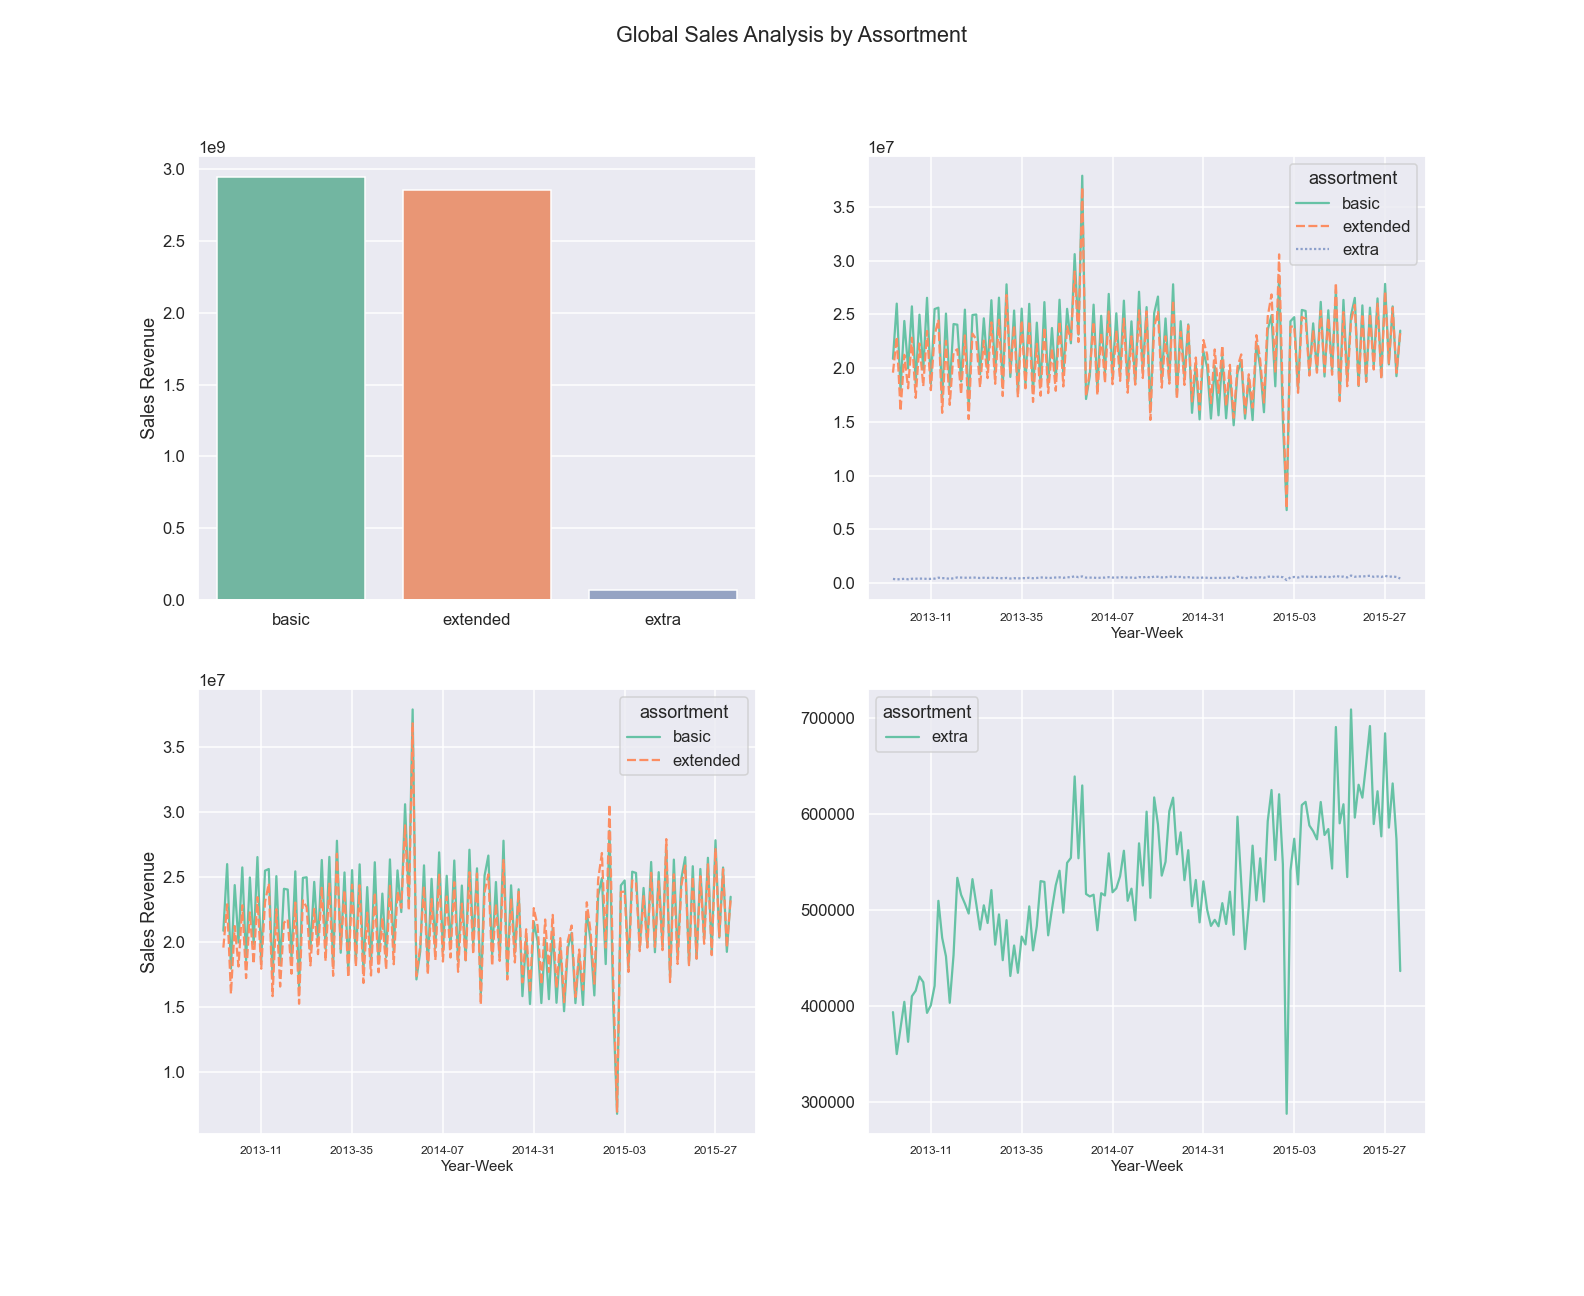 Global Sales Analysis by Assortment
1e9
3.0
2.5
2.0
1.5
1.0
0.5
0.0
Sales Revenue
basic extended extra
1e7
3.5
3.0
2.5
2.0
1.5
1.0
0.5
0.0
assortment
basic
extended
extra
2013-11 2013-35 2014-07 2014-31 2015-03 2015-27
Year-Week
1e7
3.5
3.0
2.5
2.0
1.5
1.0
Sales Revenue
assortment
basic
extended
2013-11 2013-35 2014-07 2014-31 2015-03 2015-27
Year-Week
700000
600000
500000
400000
300000
assortment
extra
2013-11 2013-35 2014-07 2014-31 2015-03 2015-27
Year-Week